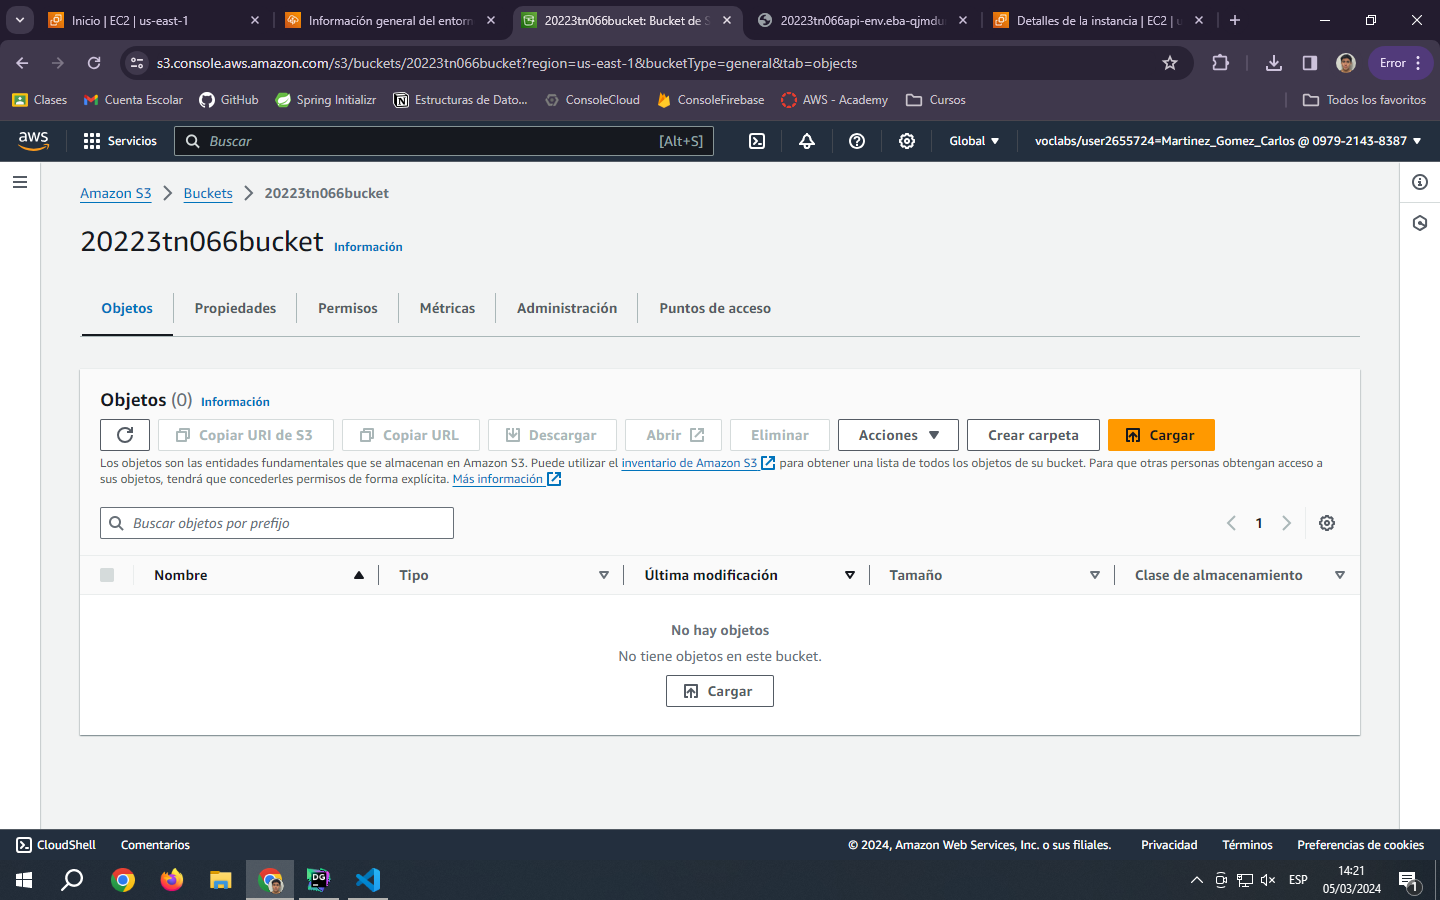 Inicio | EC2 | us-east-1
Información general del entorn
20223tn066bucket: Bucket de S
20223tn066api-env.eba-qjmdu
Detalles de la instancia | EC2 | u
s3.console.aws.amazon.com/s3/buckets/20223tn066bucket?region=us-east-1&bucketType=general&tab=objects
Error
Clases
Cuenta Escolar
GitHub
Spring Initializr
Estructuras de Dato...
ConsoleCloud
ConsoleFirebase
AWS - Academy
Cursos
Todos los favoritos
aws
Servicios
Buscar
[Alt+S]
Global
voclabs/user2655724=Martinez_Gomez_Carlos @ 0979-2143-8387
Amazon S3
Buckets
20223tn066bucket
20223tn066bucket
Información
Objetos
Propiedades
Permisos
Métricas
Administración
Puntos de acceso
Objetos (0)
Información
Copiar URI de S3
Copiar URL
Descargar
Abrir
Eliminar
Acciones
Crear carpeta
Cargar
Los objetos son las entidades fundamentales que se almacenan en Amazon S3. Puede utilizar el inventario de Amazon S3 para obtener una lista de todos los objetos de su bucket. Para que otras personas obtengan acceso a
sus objetos, tendrá que concederles permisos de forma explícita. Más información
Buscar objetos por prefijo
1
Nombre
Tipo
Última modificación
Tamaño
Clase de almacenamiento
No hay objetos
No tiene objetos en este bucket.
Cargar
CloudShell
Comentarios
© 2024, Amazon Web Services, Inc. o sus filiales.
Privacidad
Términos
Preferencias de cookies
DG
ESP
14:21
05/03/2024
1